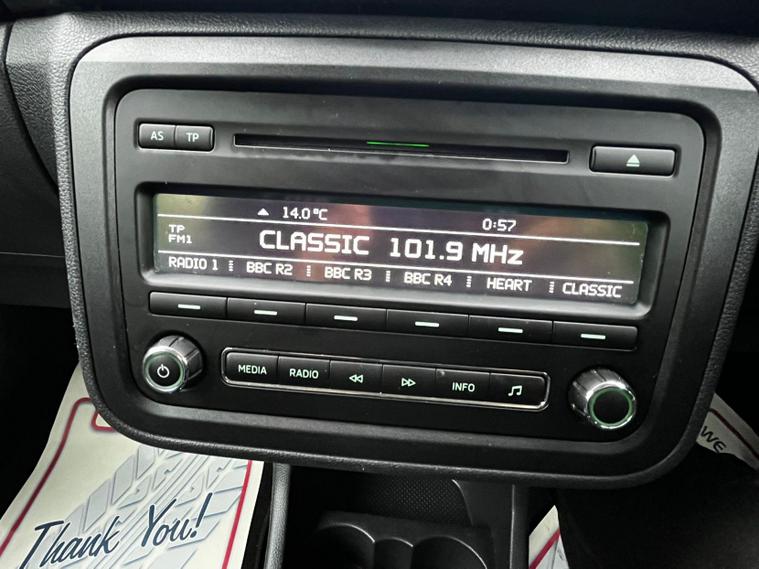 AS TP
14.0°C 0:57
TP
FM1
CLASSIC 101.9 MHz
RADIO 1 BBC R2 BBC R3 BBC R4 HEART CLASSIC
MEDIA RADIO INFO
Thank You!
WE